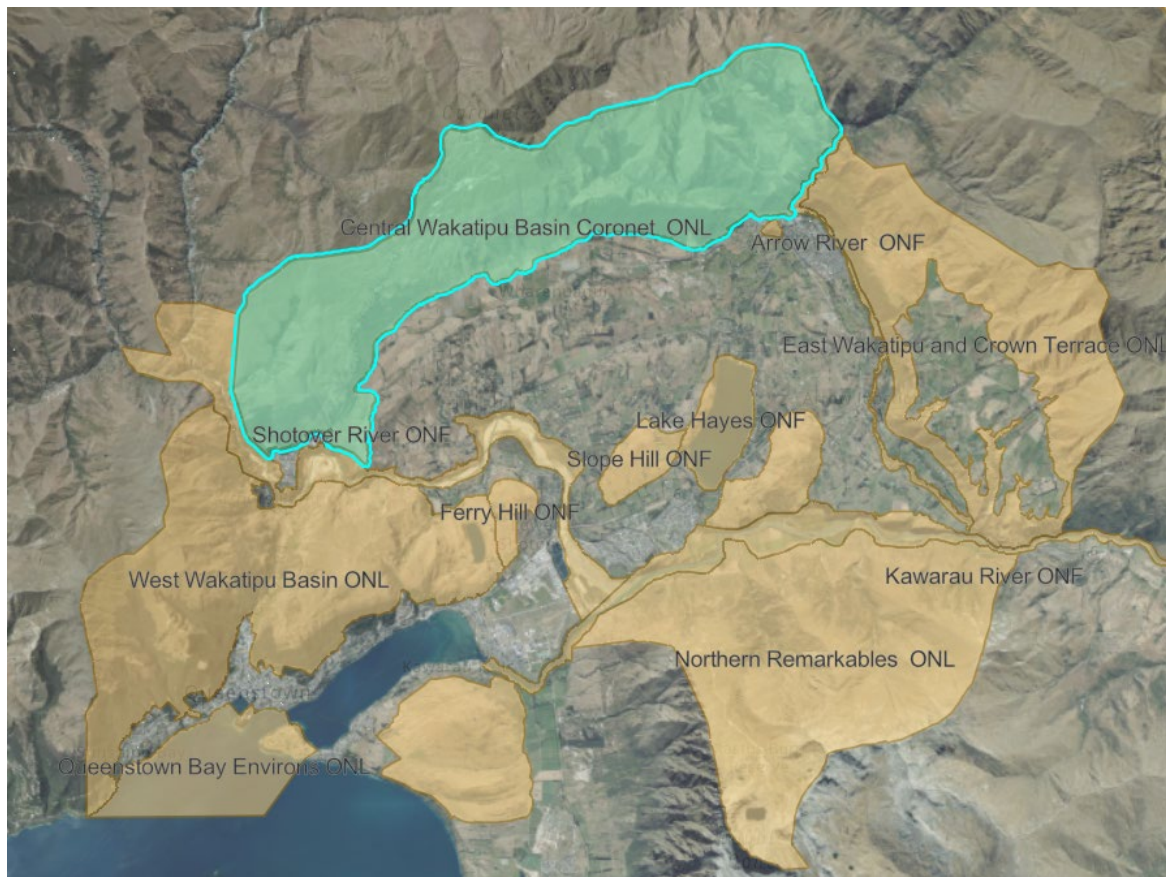 Central Wakatipu Basin Coronet ONL
Arrow River ONF
East Wakatipu and Crown Terrace ONL
Lake Hayes ONF
Shotover River ONF
Slope Hill ONF
Ferry Hill ONF
West Wakatipu Basin ONL
Kawarau River ONF
Northern Remarkables ONL
Queenstown
Queenstown Bay Environs ONL